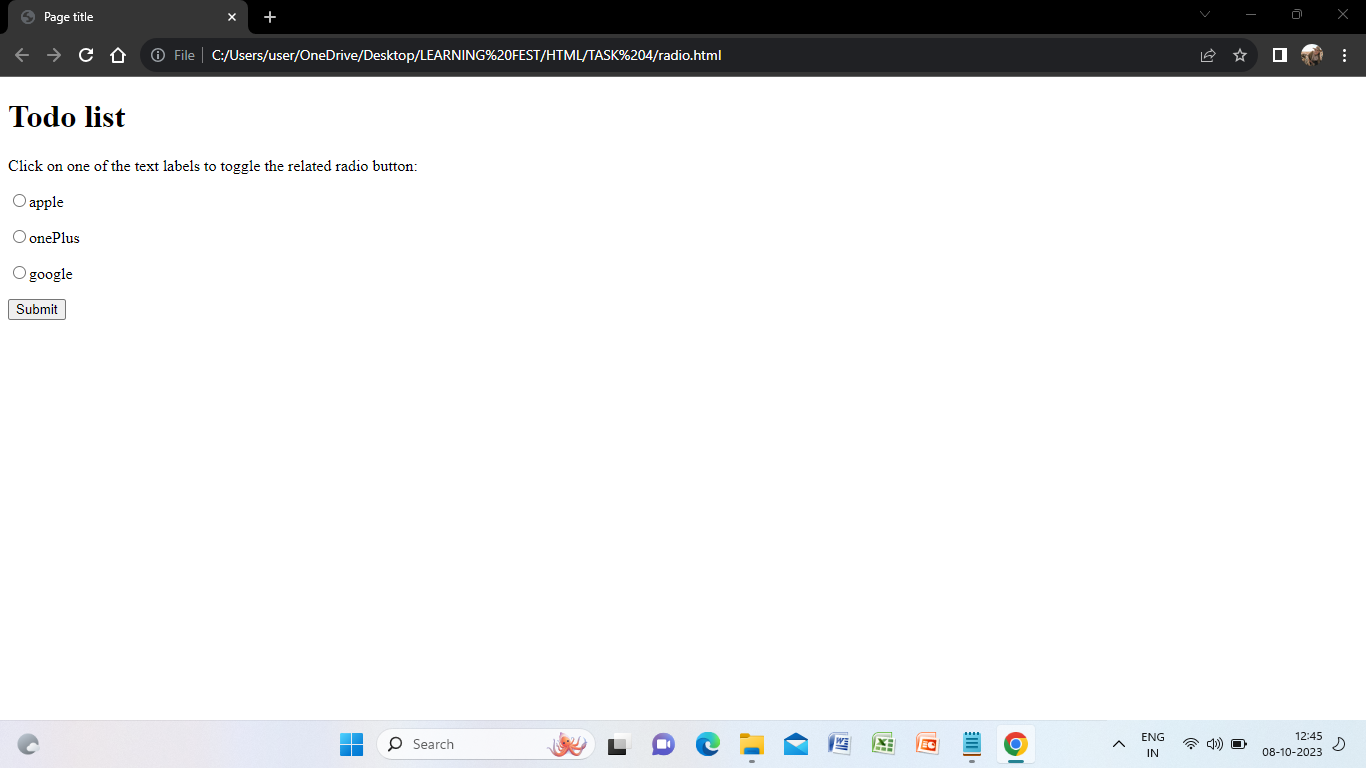 Page title
File
C:/Users/user/OneDrive/Desktop/LEARNING%20FEST/HTML/TASK%204/radio.html
Todo list
Click on one of the text labels to toggle the related radio button:
apple
onePlus
google
Submit
Search
ENG
IN
12:45
08-10-2023